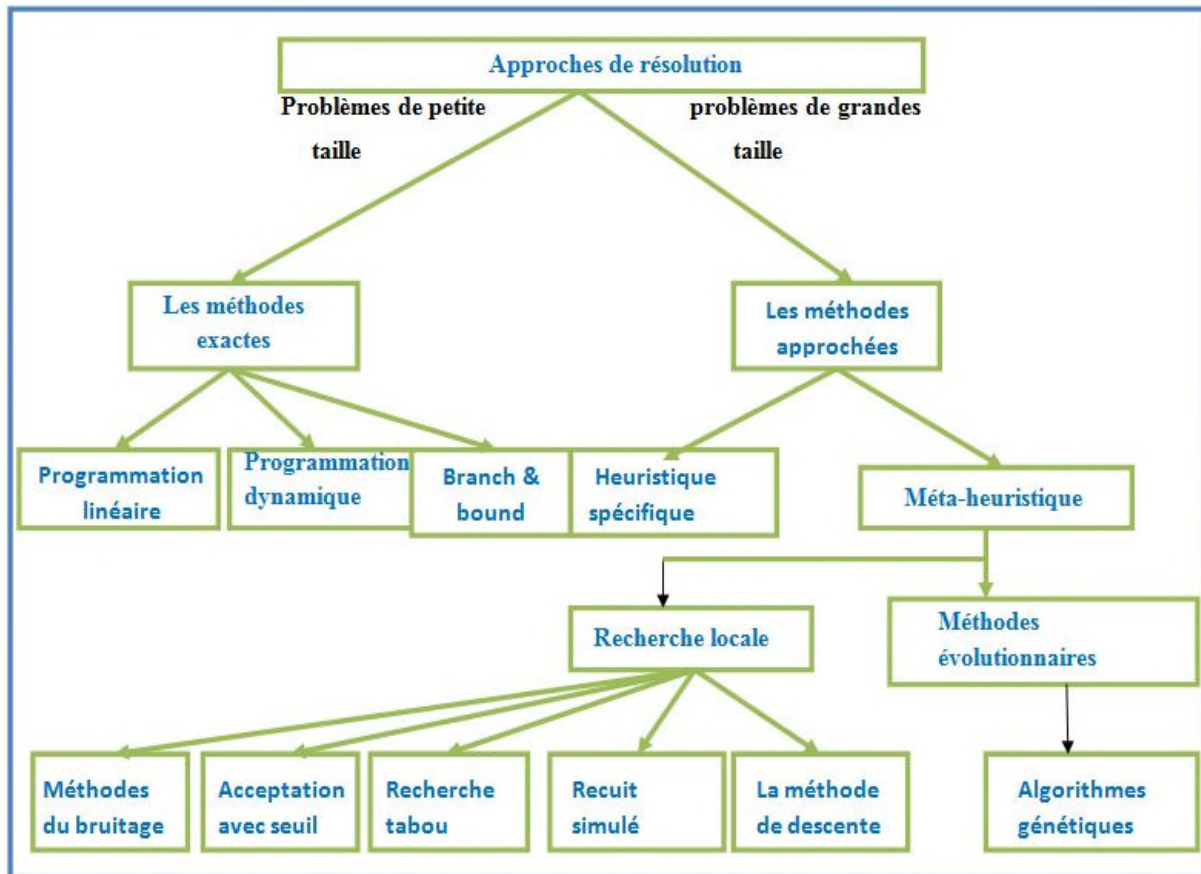 Approches de résolution
Problèmes de petite
taille
problèmes de grandes
taille
Les méthodes
exactes
Les méthodes
approchées
Programmation
linéaire
Programmation
dynamique
Branch &
bound
Heuristique
spécifique
Méta-heuristique
Recherche locale
Méthodes
évolutionnaires
Méthodes
du bruitage
Acceptation
avec seuil
Recherche
tabou
Recuit
simulé
La méthode
de descente
Algorithmes
génétiques